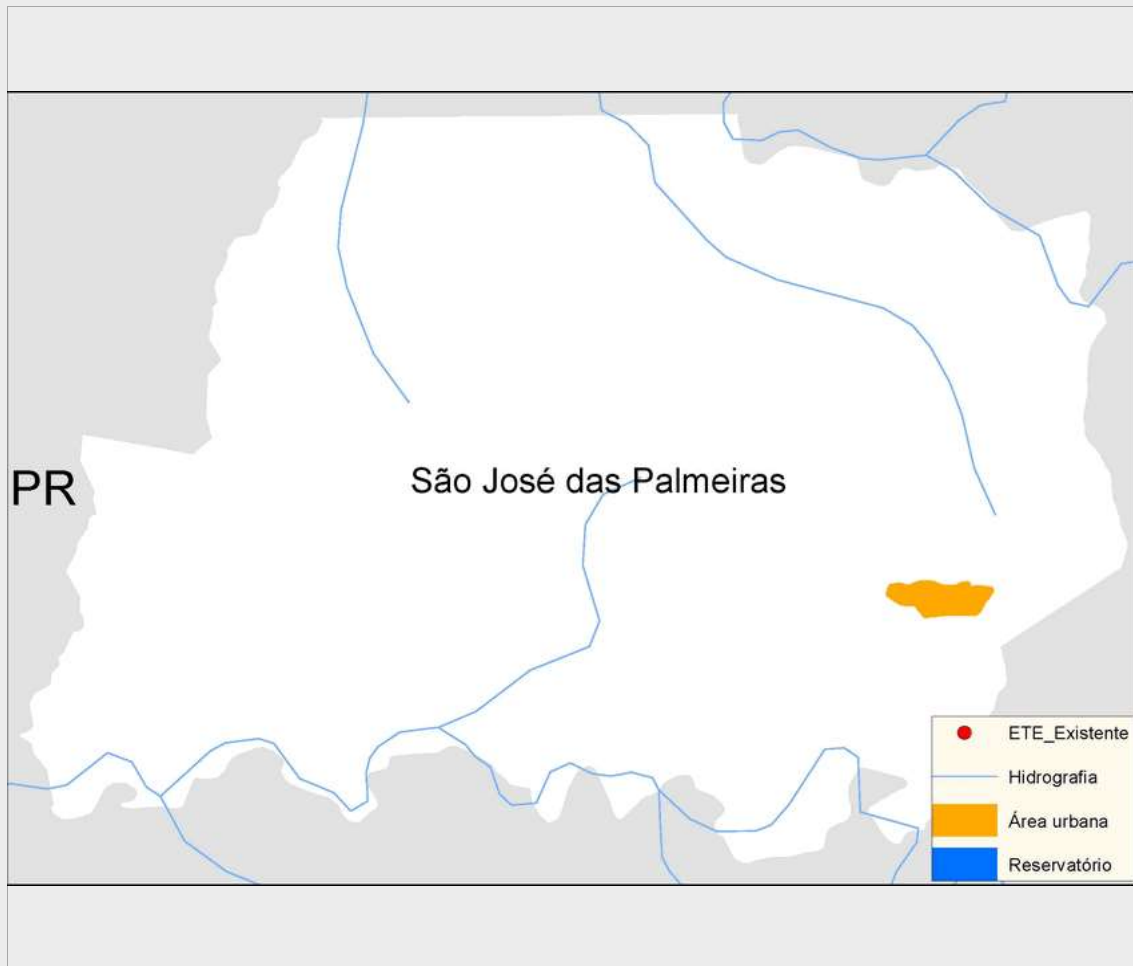 São José das Palmeiras
PR
ETE_Existente
Hidrografia
Área urbana
Reservatório